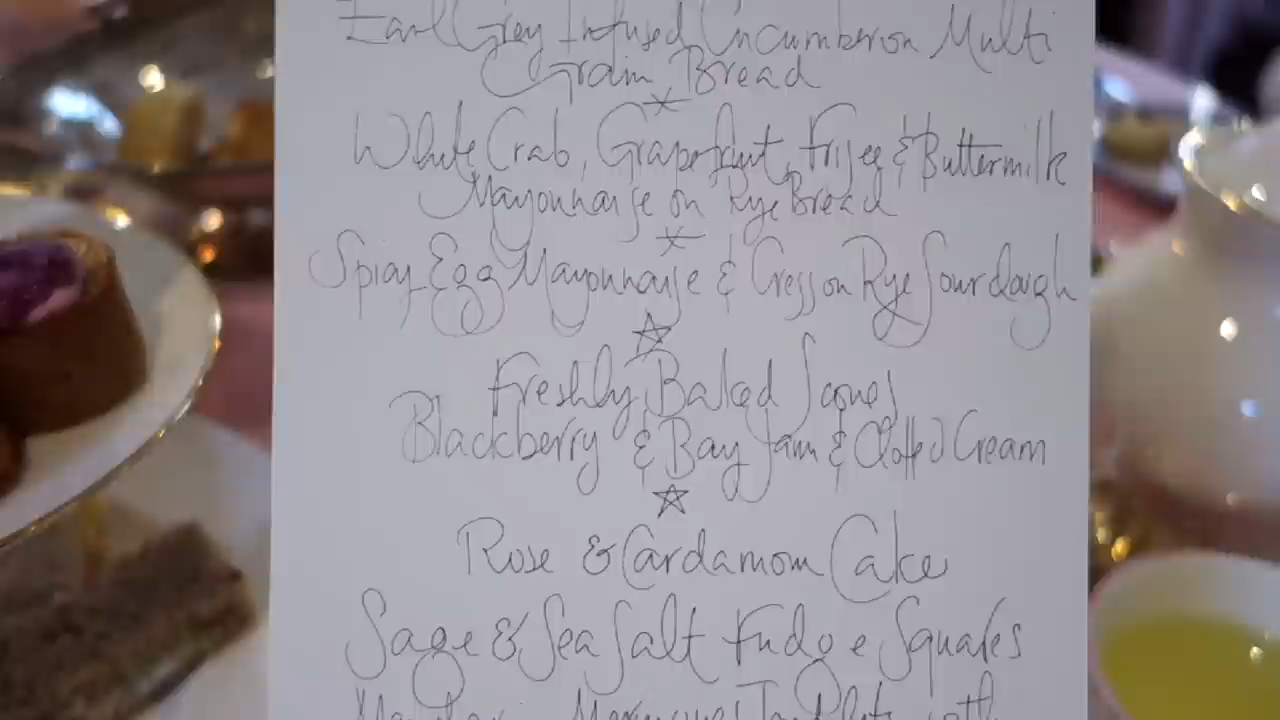 Earl Grey Infused Cucumber on Multi
Grain Bread
White Crab, Grapefruit, Frisee & Buttermilk
Mayonnaise on Rye Bread
Spicy Egg Mayonnaise & Cress on Rye Sourdough
Freshly Baked Scones
Blackberry & Bay Jam & Clotted Cream
Rose & Cardamom Cake
Sage & Sea Salt Fudge Squares